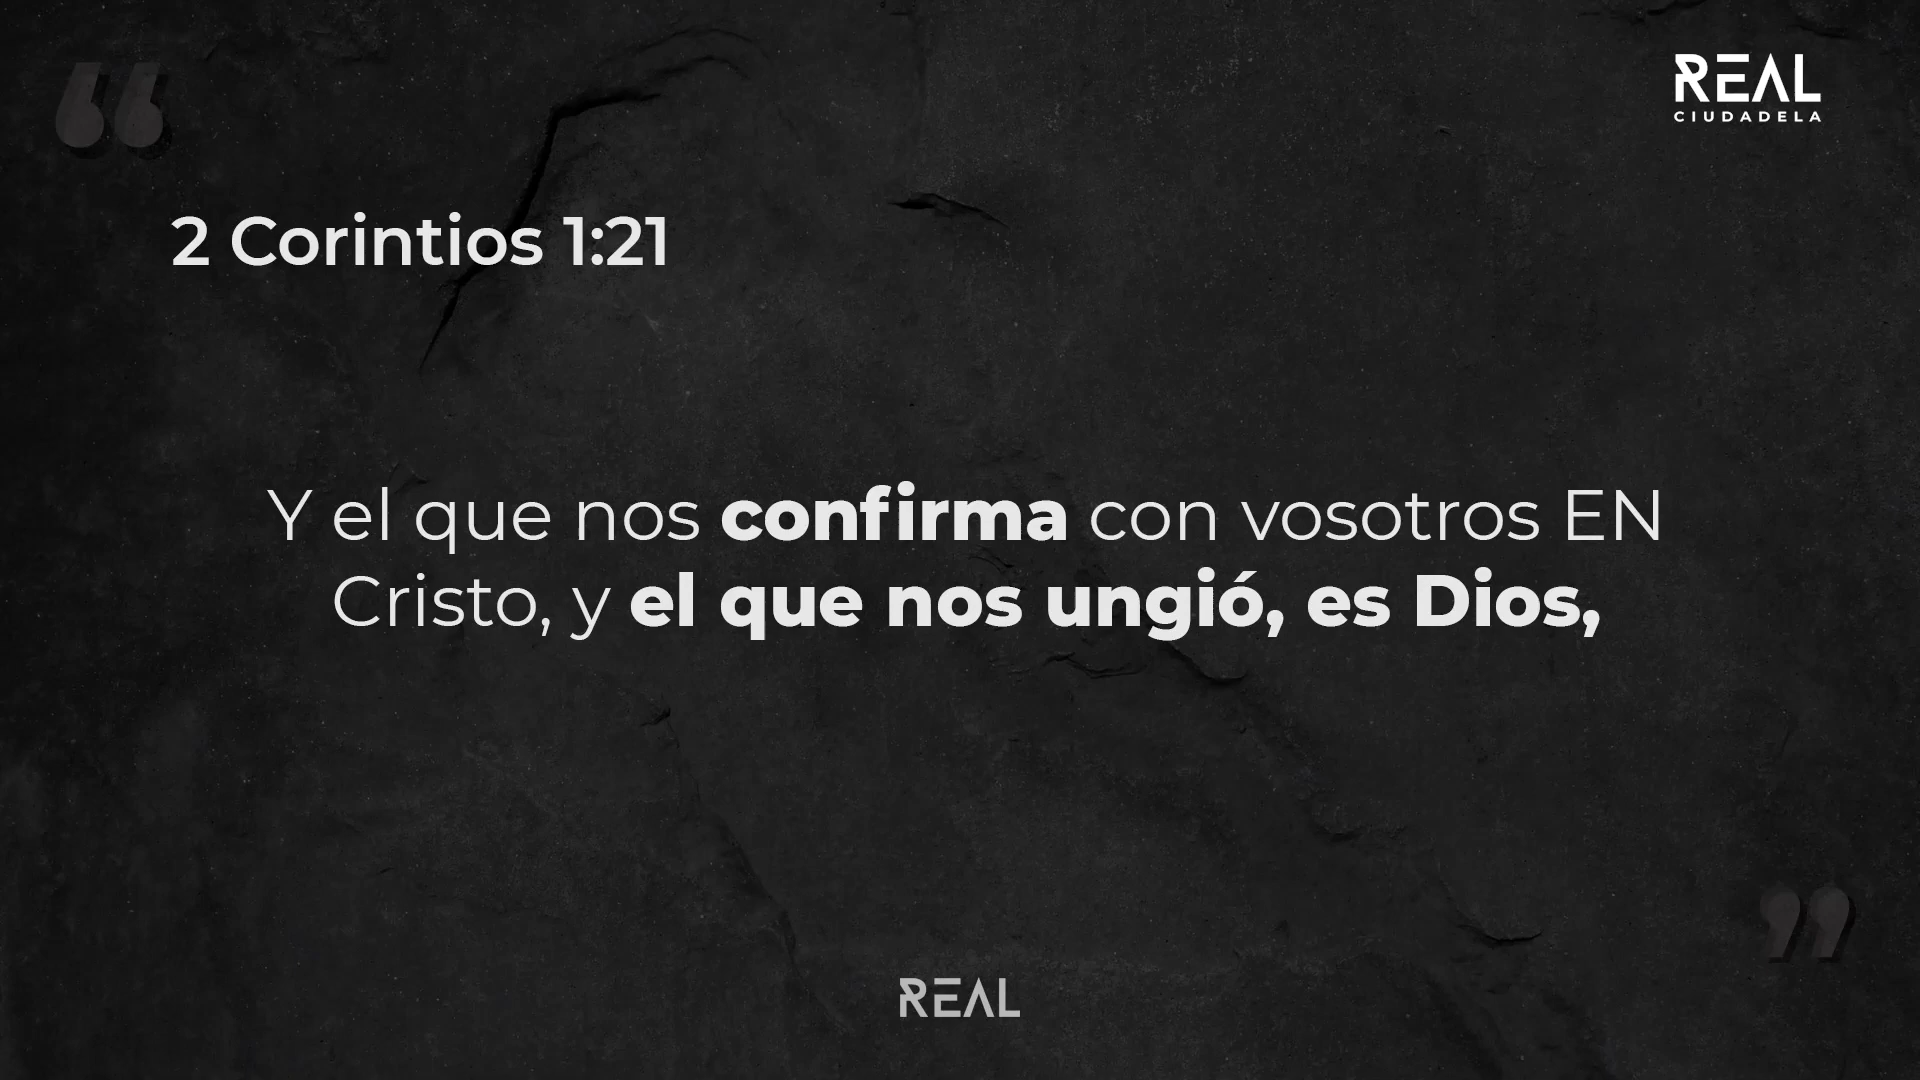 “
REAL
CIUDADELA
2 Corintios 1:21
Y el que nos confirma con vosotros EN
Cristo, y el que nos ungió, es Dios,
”
REAL